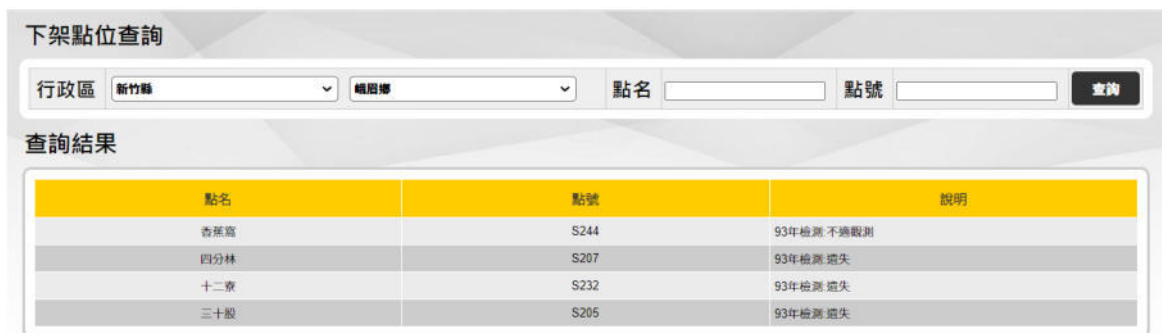 下架點位查詢
行政區 新竹縣 峨眉鄉 點名 點號 查詢
查詢結果
點名 點號 說明
香蕉窩 S244 93年檢測:不適觀測
四分林 S207 93年檢測:遺失
十二寮 S232 93年檢測:遺失
三十股 S205 93年檢測:遺失